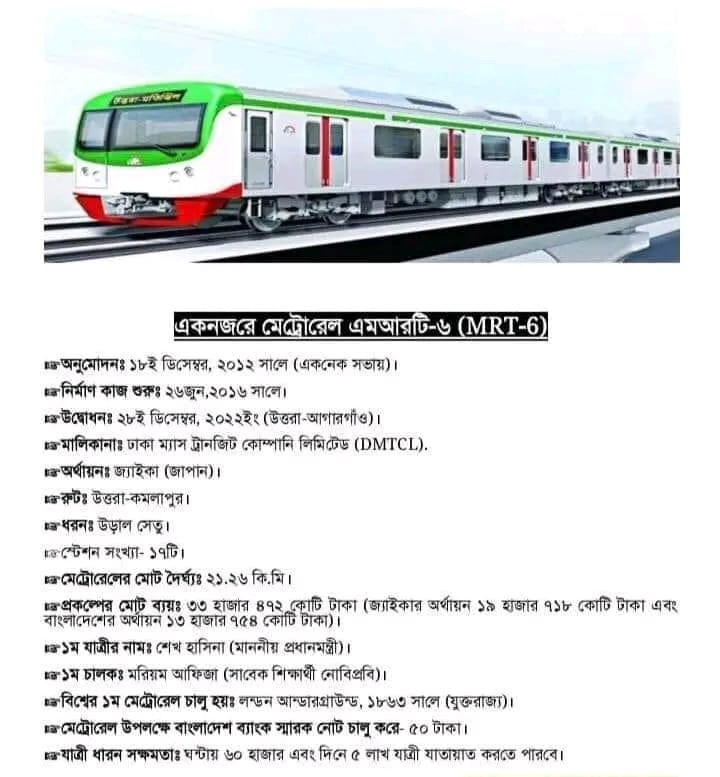 উত্তরা-মতিঝিল
একনজরে মেট্রোরেল এমআরটি-৬ (MRT-6)
☞অনুমোদনঃ ১৮ই ডিসেম্বর, ২০১২ সালে (একনেক সভায়)।
☞নির্মাণ কাজ শুরুঃ ২৬জুন,২০১৬ সালে।
☞উদ্বোধনঃ ২৮ই ডিসেম্বর, ২০২২ইং (উত্তরা-আগারগাঁও)।
☞মালিকানাঃ ঢাকা ম্যাস ট্রানজিট কোম্পানি লিমিটেড (DMTCL).
☞অর্থায়নঃ জ্যাইকা (জাপান)।
☞রুটঃ উত্তরা-কমলাপুর।
☞ধরনঃ উড়াল সেতু।
☞স্টেশন সংখ্যা- ১৭টি।
☞মেট্রোরেলের মোট দৈর্ঘ্যঃ ২১.২৬ কি.মি।
☞প্রকল্পের মোট ব্যয়ঃ ৩৩ হাজার ৪৭২ কোটি টাকা (জ্যাইকার অর্থায়ন ১৯ হাজার ৭১৮ কোটি টাকা এবং
বাংলাদেশের অর্থায়ন ১৩ হাজার ৭৫৪ কোটি টাকা)।
☞১ম যাত্রীর নামঃ শেখ হাসিনা (মাননীয় প্রধানমন্ত্রী)।
☞১ম চালকঃ মরিয়ম আফিজা (সাবেক শিক্ষার্থী নোবিপ্রবি)।
☞বিশ্বের ১ম মেট্রোরেল চালু হয়ঃ লন্ডন আন্ডারগ্রাউন্ড, ১৮৬৩ সালে (যুক্তরাজ্য)।
☞মেট্রোরেল উপলক্ষে বাংলাদেশ ব্যাংক স্মারক নোট চালু করে- ৫০ টাকা।
☞যাত্রী ধারন সক্ষমতাঃ ঘন্টায় ৬০ হাজার এবং দিনে ৫ লাখ যাত্রী যাতায়াত করতে পারবে।